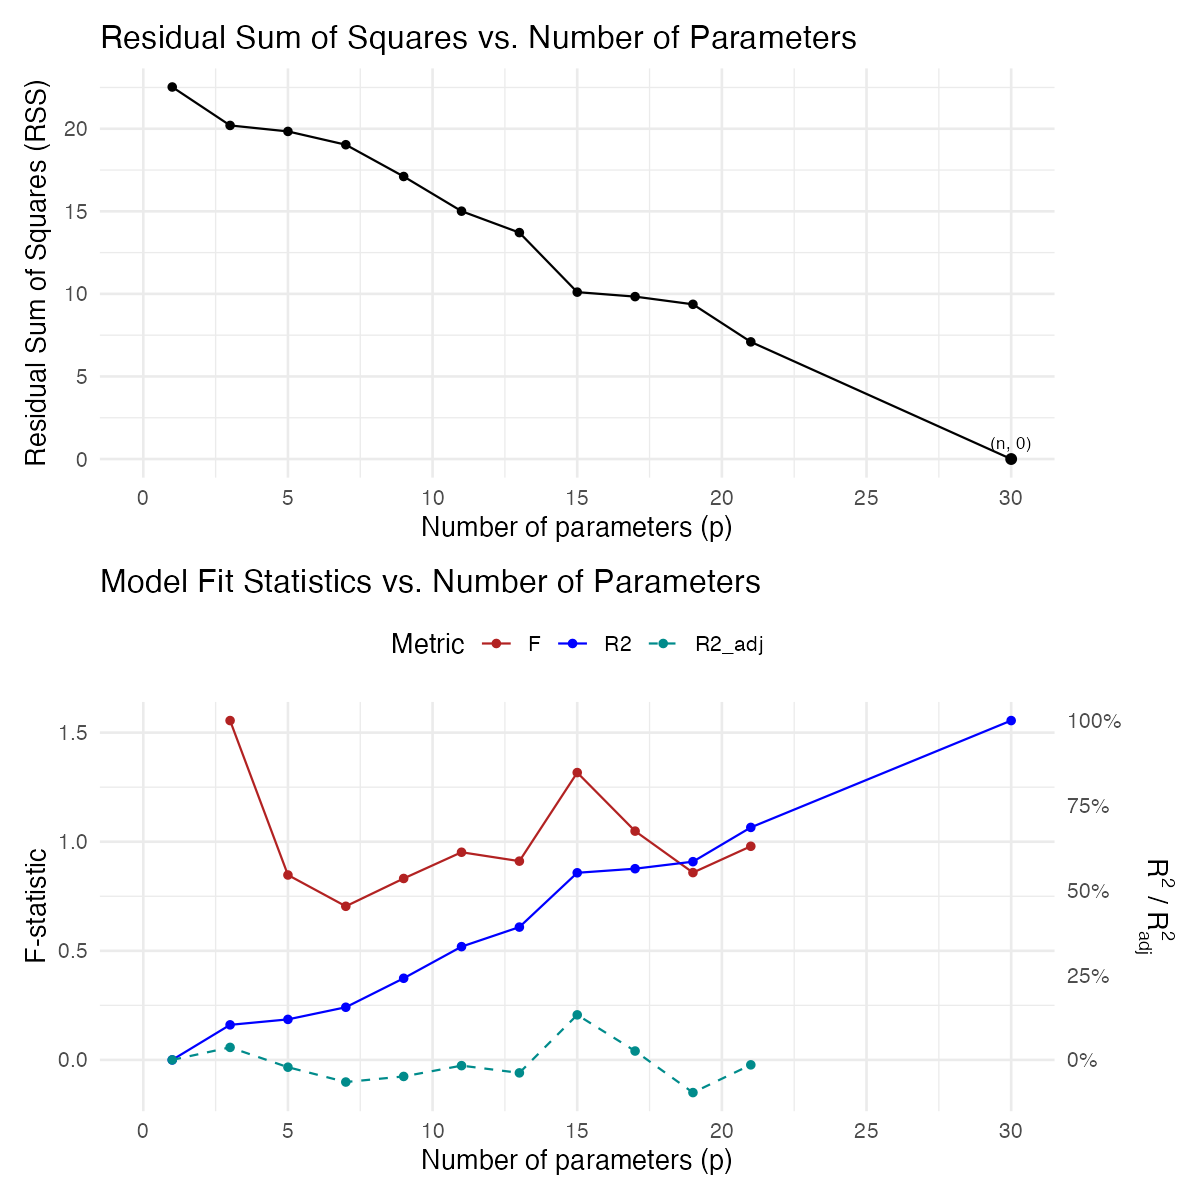 Residual Sum of Squares vs. Number of Parameters
Residual Sum of Squares (RSS)
20
15
10
5
0
(n, 0)
0 5 10 15 20 25 30
Number of parameters (p)
Model Fit Statistics vs. Number of Parameters
Metric F R2 R2_adj
F-statistic
1.5
1.0
0.5
0.0
100%
75%
50%
25%
0%
R² / R²adj
0 5 10 15 20 25 30
Number of parameters (p)